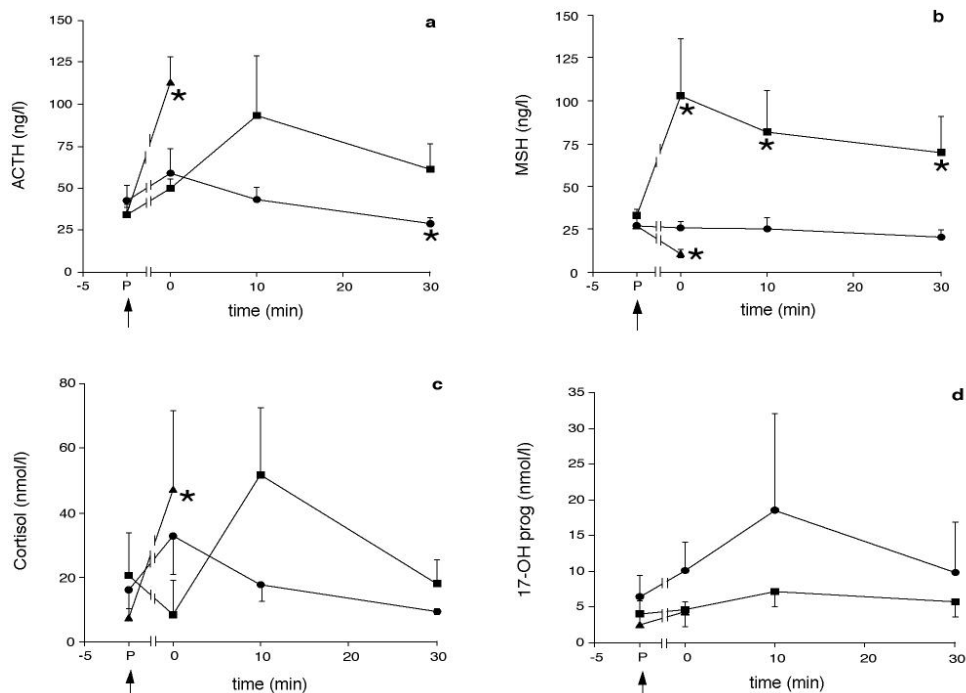 a
ACTH (ng/l)
150
125
100
75
50
25
0
-5 P 0 10 20 30
time (min)
b
MSH (ng/l)
150
125
100
75
50
25
0
-5 P 0 10 20 30
time (min)
c
Cortisol (nmol/l)
80
60
40
20
0
-5 P 0 10 20 30
time (min)
d
17-OH prog (nmol/l)
35
30
25
20
15
10
5
0
-5 P 0 10 20 30
time (min)